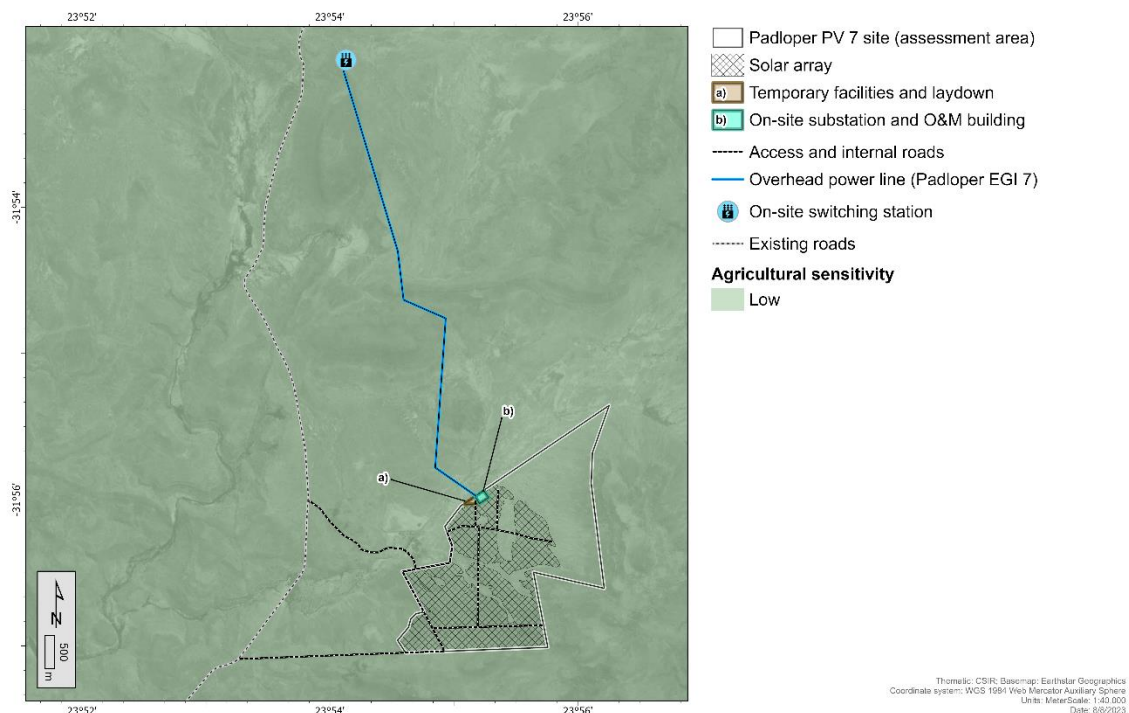 23°52'
23°54'
23°56'
-31°54'
-31°56'
a)
b)
N
500
m
23°52'
23°54'
23°56'
Padloper PV 7 site (assessment area)
Solar array
a) Temporary facilities and laydown
b) On-site substation and O&M building
Access and internal roads
Overhead power line (Padloper EGI 7)
On-site switching station
Existing roads
Agricultural sensitivity
Low
Thematic: CSIR; Basemap: Earthstar Geographics
Coordinate system: WGS 1984 Web Mercator Auxiliary Sphere
Units: MeterScale: 1:40.000
Date: 8/8/2023